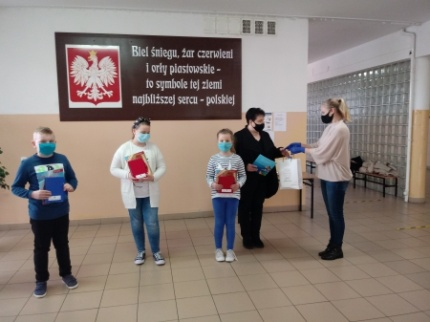 Biel śniegu, żar czerwieni
i orły piastowskie -
to symbole tej ziemi
najbliższej sercu - polskiej